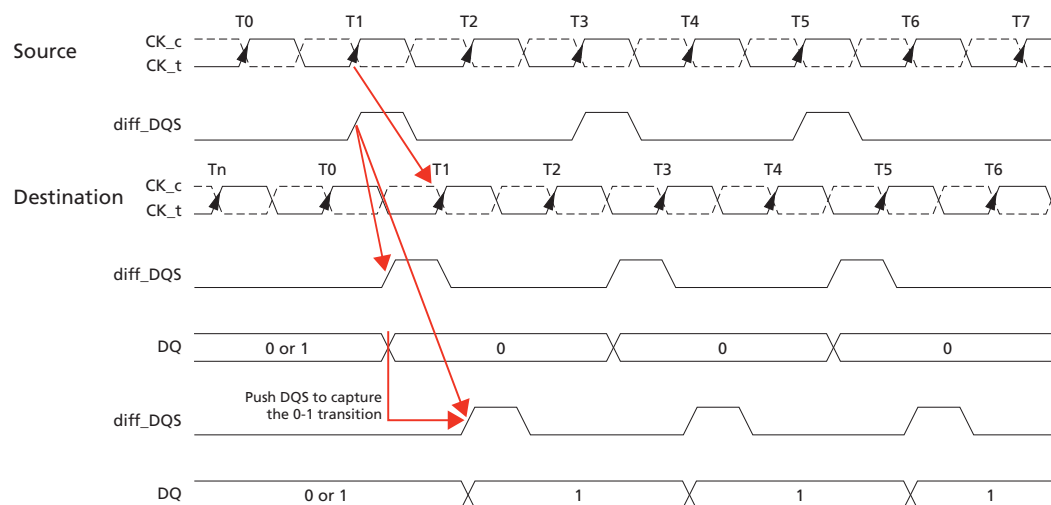 T0 T1 T2 T3 T4 T5 T6 T7
Source
CK_c
CK_t
diff_DQS
Tn T0 T1 T2 T3 T4 T5 T6
Destination
CK_c
CK_t
diff_DQS
DQ 0 or 1 0 0 0
Push DQS to capture
the 0-1 transition
diff_DQS
DQ 0 or 1 1 1 1